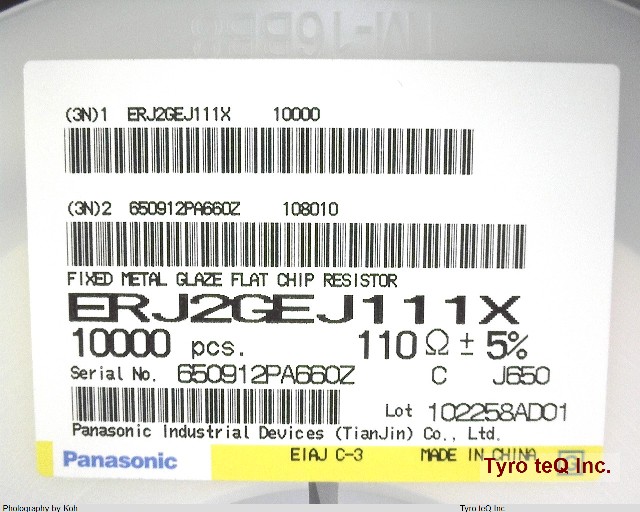 (3N)1 ERJ2GEJ111X 10000
(3N)2 650912PA660Z 108010
FIXED METAL GLAZE FLAT CHIP RESISTOR
ERJ2GEJ111X
10000 pcs. 110 Ω ± 5%
Serial No. 650912PA660Z C J650
Lot 102258AD01
Panasonic Industrial Devices (TianJin) Co., Ltd.
Panasonic EIAJ C-3 MADE IN CHINA
Tyro teQ Inc.
Photography by Koh Tyro teQ Inc